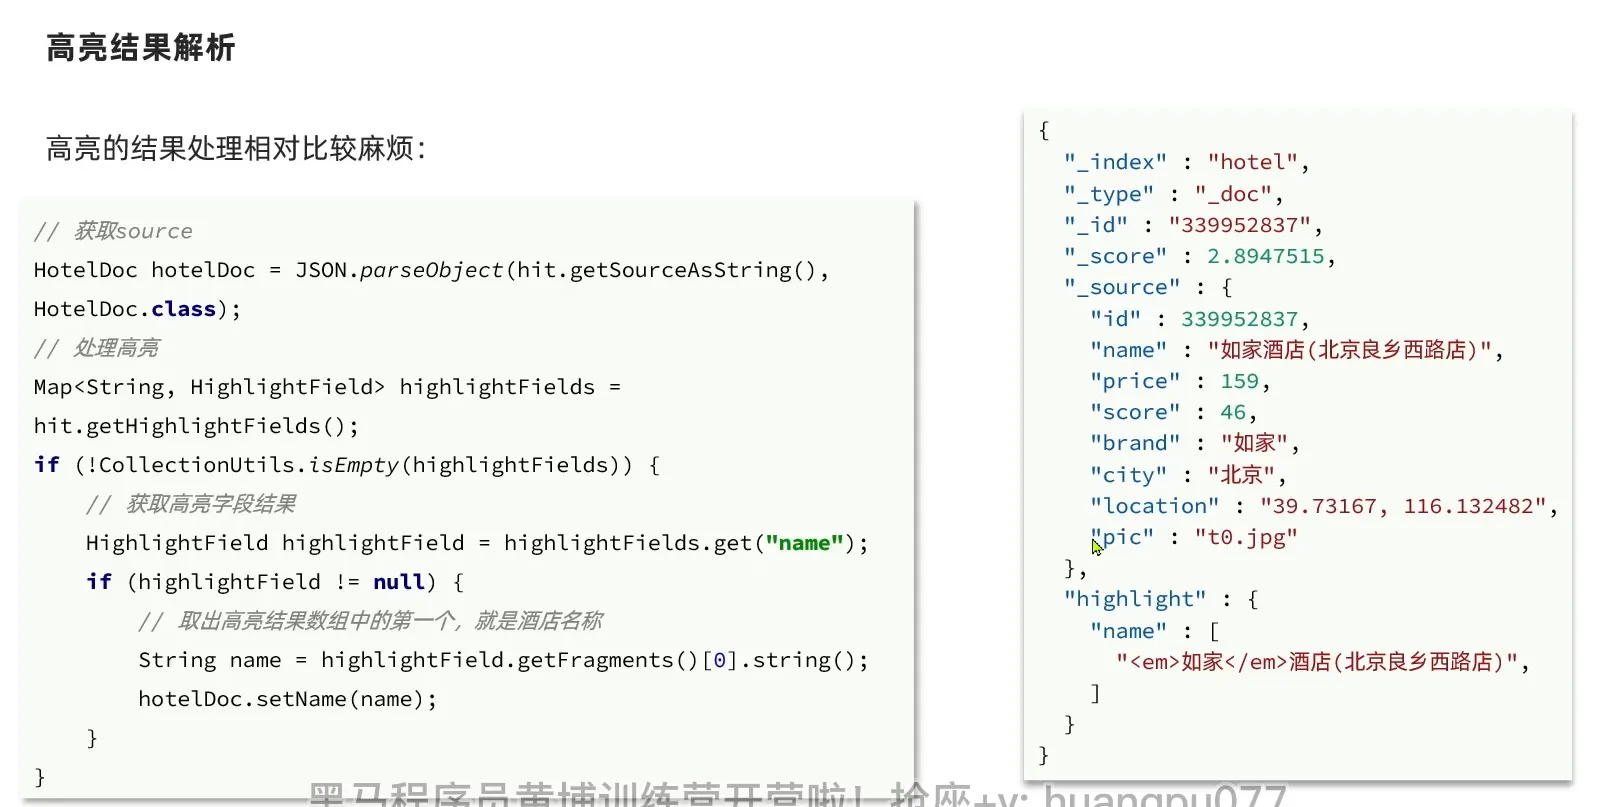 高亮结果解析
高亮的结果处理相对比较麻烦：
// 获取source
HotelDoc hotelDoc = JSON.parseObject(hit.getSourceAsString(),
HotelDoc.class);
// 处理高亮
Map<String, HighlightField> highlightFields =
hit.getHighlightFields();
if (!CollectionUtils.isEmpty(highlightFields)) {
// 获取高亮字段结果
HighlightField highlightField = highlightFields.get("name");
if (highlightField != null) {
// 取出高亮结果数组中的第一个，就是酒店名称
String name = highlightField.getFragments()[0].string();
hotelDoc.setName(name);
}
}
{
"_index" : "hotel",
"_type" : "_doc",
"_id" : "339952837",
"_score" : 2.8947515,
"_source" : {
"id" : 339952837,
"name" : "如家酒店(北京良乡西路店)",
"price" : 159,
"score" : 46,
"brand" : "如家",
"city" : "北京",
"location" : "39.73167, 116.132482",
"pic" : "t0.jpg"
},
"highlight" : {
"name" : [
"<em>如家</em>酒店(北京良乡西路店)",
]
}
}
黑马程序员黄埔训练营开营啦！抢座+v: huangpu077